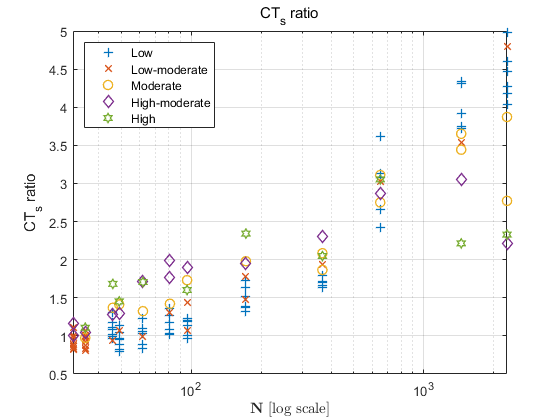 CTₛ ratio
5
4.5
4
3.5
3
2.5
2
1.5
1
0.5
CTₛ ratio
Low
Low-moderate
Moderate
High-moderate
High
10²
10³
N [log scale]